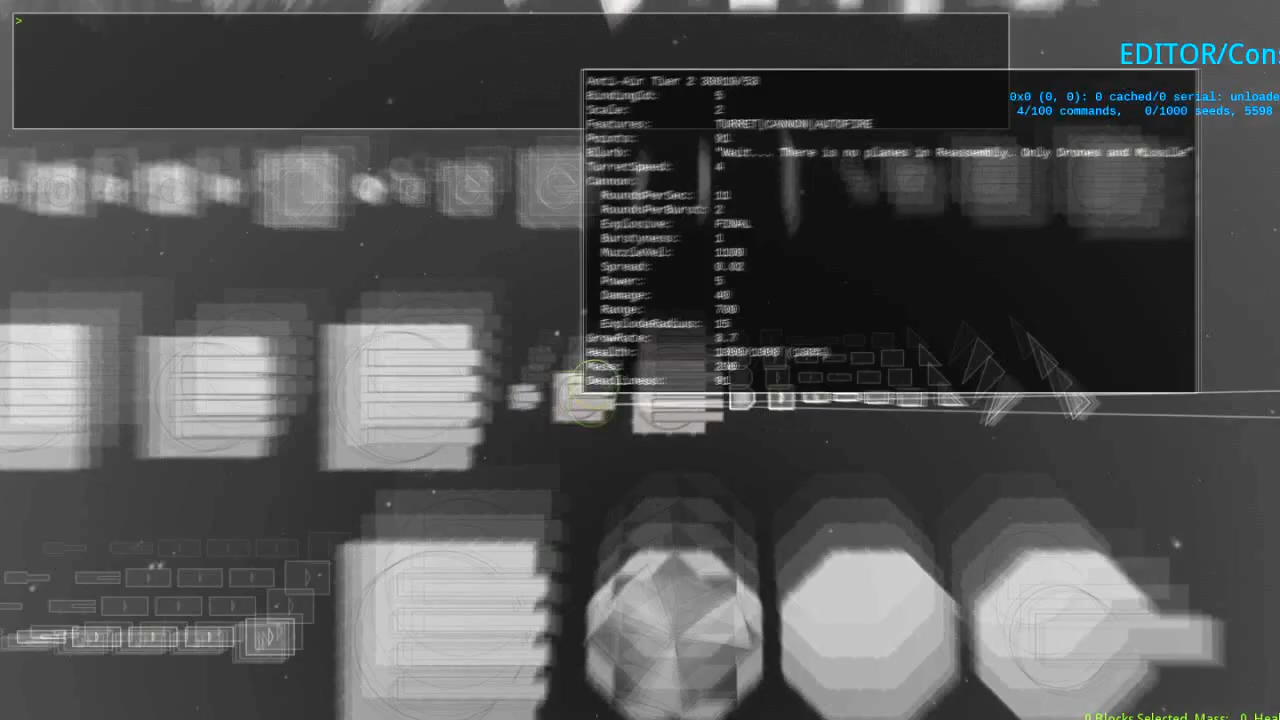 >
EDITOR/Cons
0x0 (0, 0): 0 cached/0 serial: unloade
4/100 commands, 0/1000 seeds, 5598
Anti-Air Tier 2
BindingId: 5
Scale: 2
Features: TURRET|CANNON|AUTOFIRE
Points: 91
Blurb: "Wait... There is no planes in Reassembly. Only Drones and Missile"
TurretSpeed: 4
Cannon:
RoundsPerSec: 11
RoundsPerBurst: 2
Explosive: FINAL
Burstyness: 1
MuzzleVel: 1100
Spread: 0.02
Power: 5
Damage: 40
Range: 700
ExplodeRadius: 15
GrowRate:
Health:
Mass: 200
Deadliness: 91
0 Blocks Selected, Mass: 0, Heal